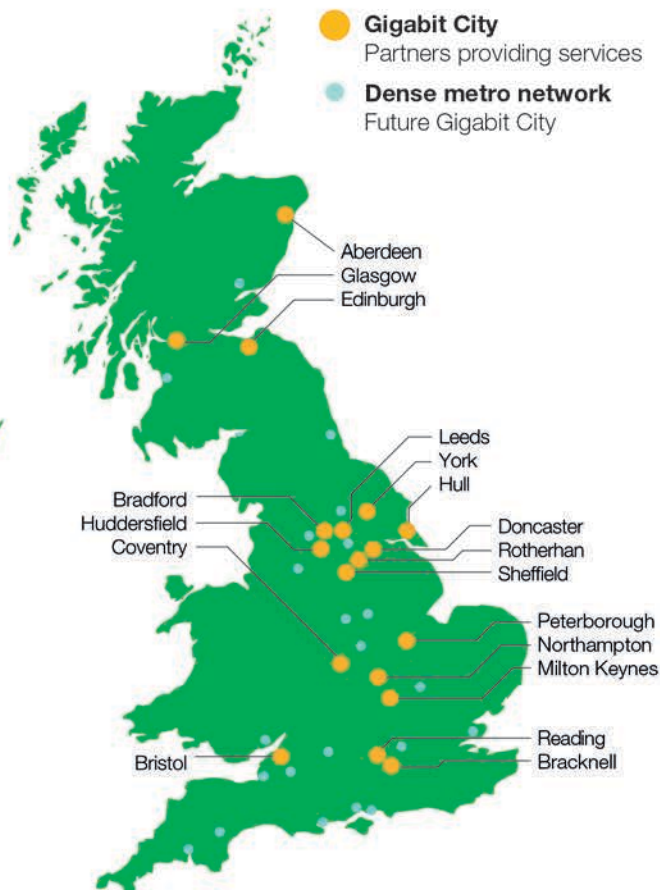 Gigabit City
Partners providing services
Dense metro network
Future Gigabit City
Aberdeen
Glasgow
Edinburgh
Leeds
York
Hull
Bradford
Huddersfield
Coventry
Doncaster
Rotherhan
Sheffield
Peterborough
Northampton
Milton Keynes
Reading
Bracknell
Bristol